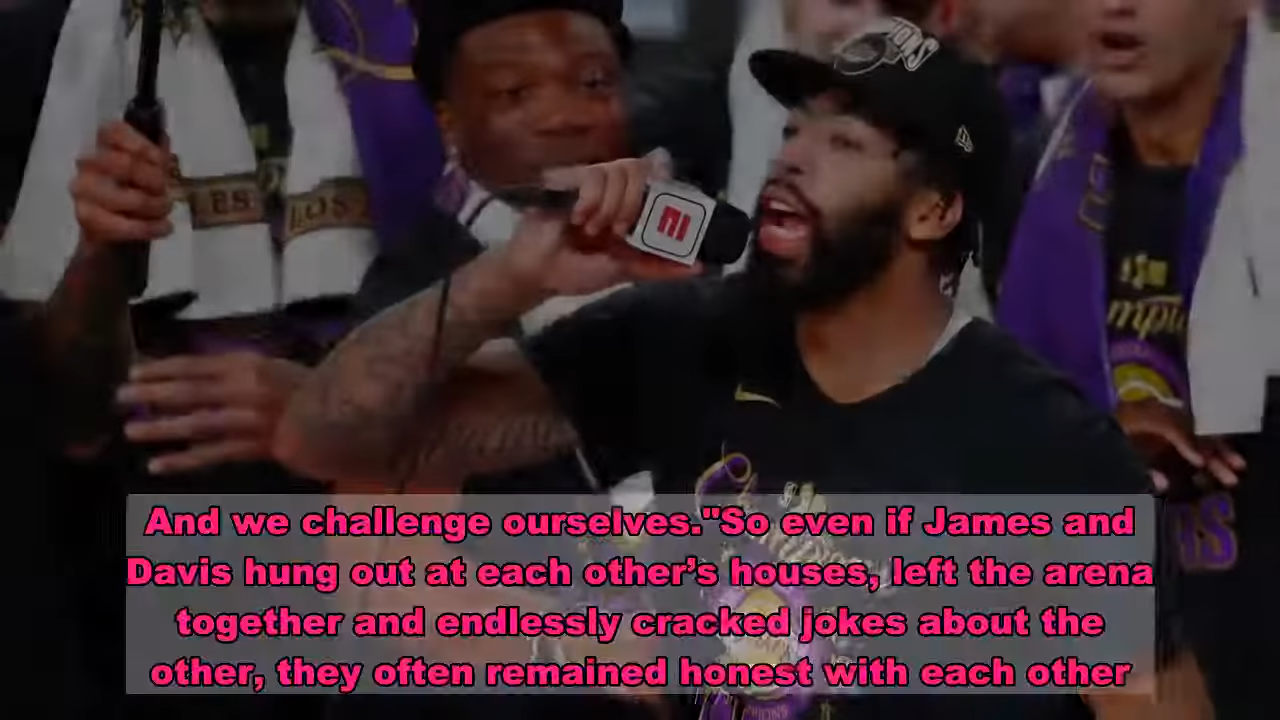 And we challenge ourselves."So even if James and
Davis hung out at each other’s houses, left the arena
together and endlessly cracked jokes about the
other, they often remained honest with each other